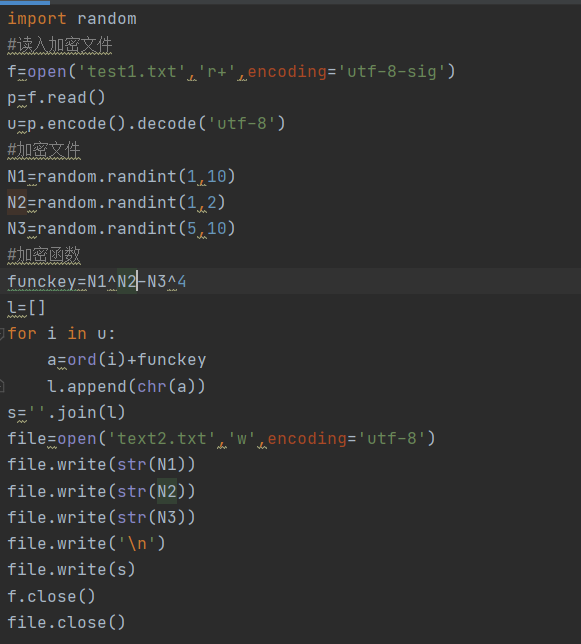 import random
#读入加密文件
f=open('test1.txt','r+',encoding='utf-8-sig')
p=f.read()
u=p.encode().decode('utf-8')
#加密文件
N1=random.randint(1,10)
N2=random.randint(1,2)
N3=random.randint(5,10)
#加密函数
funckey=N1^N2-N3^4
l=[]
for i in u:
    a=ord(i)+funckey
    l.append(chr(a))
s=''.join(l)
file=open('text2.txt','w',encoding='utf-8')
file.write(str(N1))
file.write(str(N2))
file.write(str(N3))
file.write('\n')
file.write(s)
f.close()
file.close()